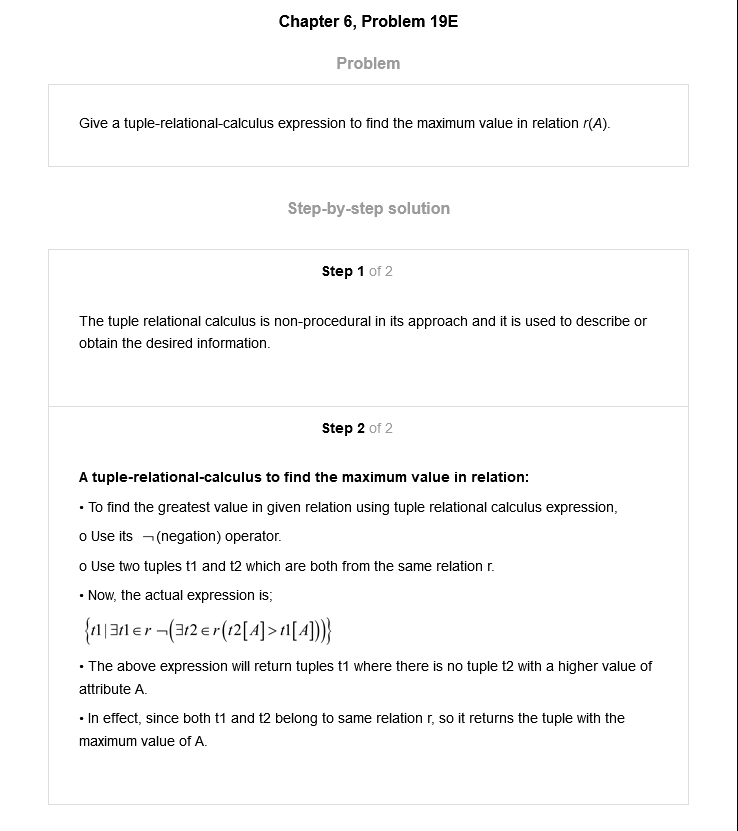 Chapter 6, Problem 19E
Problem
Give a tuple-relational-calculus expression to find the maximum value in relation r(A).
Step-by-step solution
Step 1 of 2
The tuple relational calculus is non-procedural in its approach and it is used to describe or
obtain the desired information.
Step 2 of 2
A tuple-relational-calculus to find the maximum value in relation:
• To find the greatest value in given relation using tuple relational calculus expression,
o Use its ¬(negation) operator.
o Use two tuples t1 and t2 which are both from the same relation r.
• Now, the actual expression is;
{t1|∃t1∈r ¬(∃t2∈r(t2[A]>t1[A]))}
• The above expression will return tuples t1 where there is no tuple t2 with a higher value of
attribute A.
• In effect, since both t1 and t2 belong to same relation r, so it returns the tuple with the
maximum value of A.